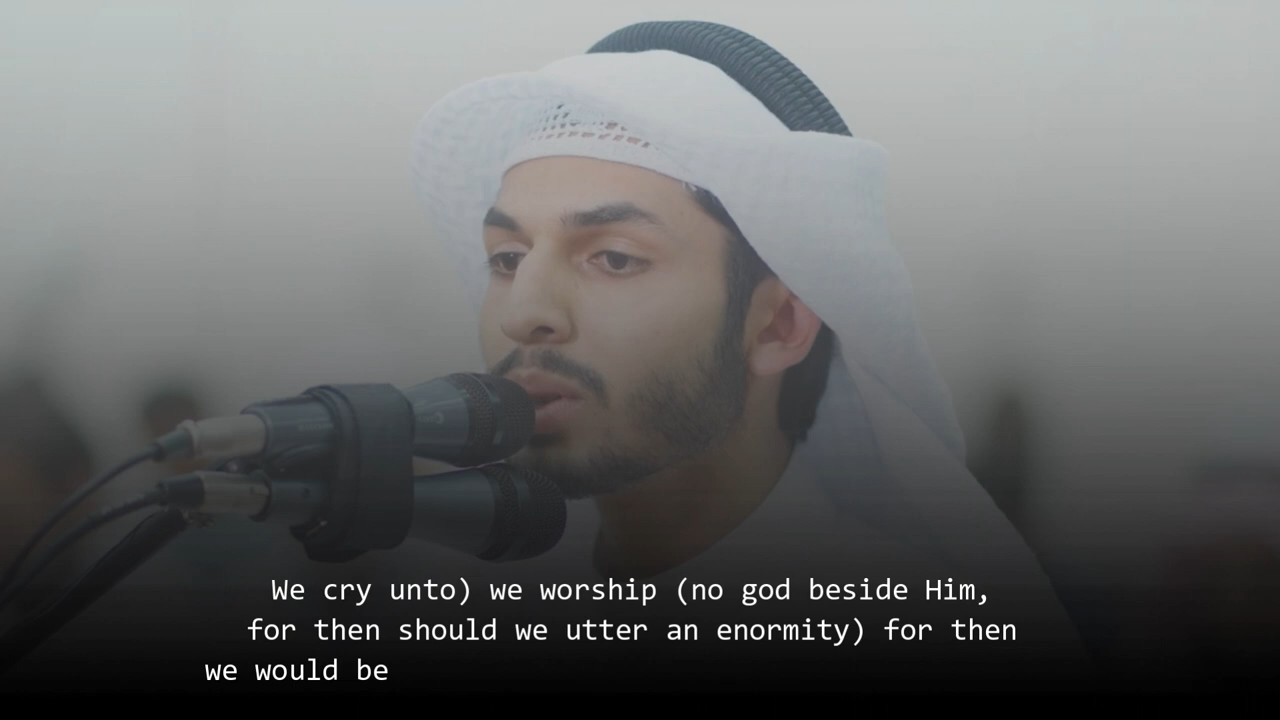 We cry unto) we worship (no god beside Him,
for then should we utter an enormity) for then
we would be